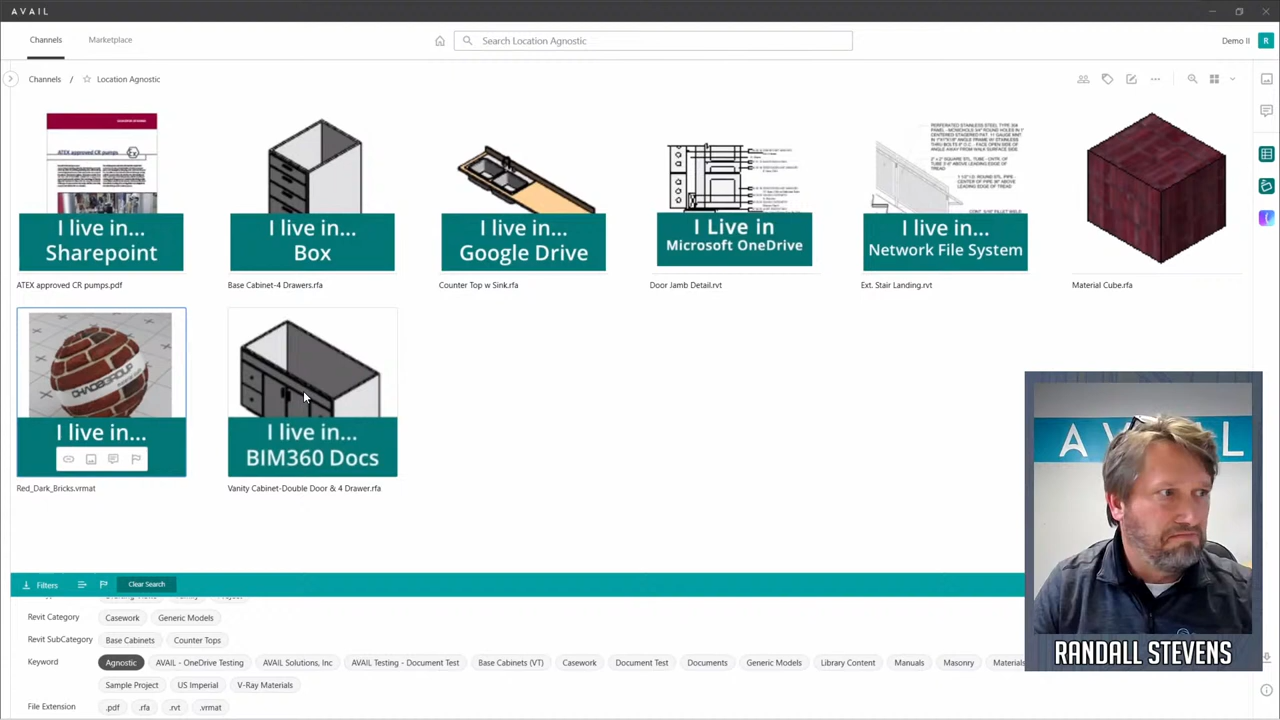 AVAIL
Channels
Marketplace
Search Location Agnostic
Demo II
R
Channels / Location Agnostic
ATEX approved CR pumps
I live in...
Sharepoint
ATEX approved CR pumps.pdf
I live in...
Box
Base Cabinet-4 Drawers.rfa
I live in...
Google Drive
Counter Top w Sink.rfa
I Live in
Microsoft OneDrive
Door Jamb Detail.rvt
I live in...
Network File System
Ext. Stair Landing.rvt
Material Cube.rfa
CHAOSGROUP
I live in...
Red_Dark_Bricks.vrmat
I live in...
BIM360 Docs
Vanity Cabinet-Double Door & 4 Drawer.rfa
Filters
Clear Search
Revit Category
Casework
Generic Models
Revit SubCategory
Base Cabinets
Counter Tops
Keyword
Agnostic
AVAIL - OneDrive Testing
AVAIL Solutions, Inc
AVAIL Testing - Document Test
Base Cabinets (VT)
Casework
Document Test
Documents
Generic Models
Library Content
Manuals
Masonry
Materials
Sample Project
US Imperial
V-Ray Materials
File Extension
.pdf
.rfa
.rvt
.vrmat
RANDALL STEVENS